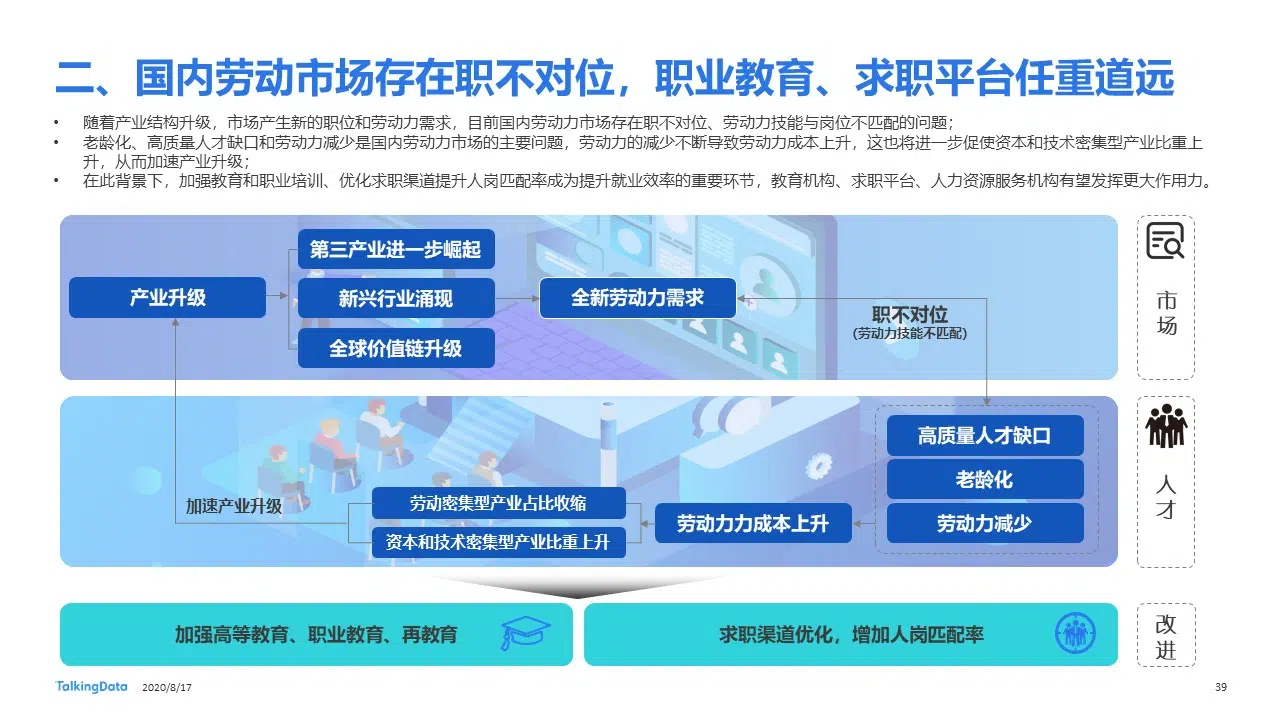 二、国内劳动市场存在职不对位，职业教育、求职平台任重道远
• 随着产业结构升级，市场产生新的职位和劳动力需求，目前国内劳动力市场存在职不对位、劳动力技能与岗位不匹配的问题；
• 老龄化、高质量人才缺口和劳动力减少是国内劳动力市场的主要问题，劳动力的减少不断导致劳动力成本上升，这也将进一步促使资本和技术密集型产业比重上
升，从而加速产业升级；
• 在此背景下，加强教育和职业培训、优化求职渠道提升人岗匹配率成为提升就业效率的重要环节，教育机构、求职平台、人力资源服务机构有望发挥更大作用力。
第三产业进一步崛起
产业升级
新兴行业涌现
全新劳动力需求
全球价值链升级
职不对位
(劳动力技能不匹配)
市
场
高质量人才缺口
老龄化
劳动力减少
劳动力力成本上升
劳动密集型产业占比收缩
资本和技术密集型产业比重上升
加速产业升级
人
才
加强高等教育、职业教育、再教育
求职渠道优化，增加人岗匹配率
改
进
TalkingData
2020/8/17
39